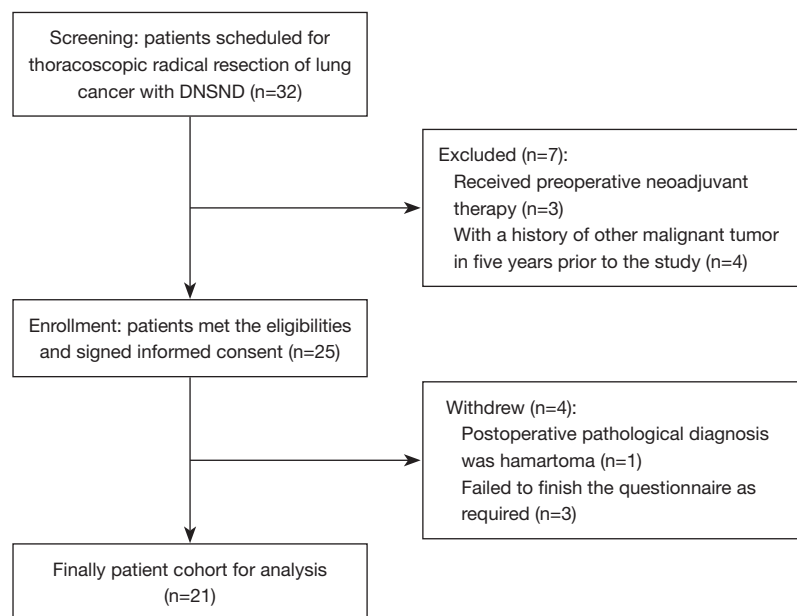 Screening: patients scheduled for
thoracoscopic radical resection of lung
cancer with DNSND (n=32)
Excluded (n=7):
Received preoperative neoadjuvant
therapy (n=3)
With a history of other malignant tumor
in five years prior to the study (n=4)
Enrollment: patients met the eligibilities
and signed informed consent (n=25)
Withdrew (n=4):
Postoperative pathological diagnosis
was hamartoma (n=1)
Failed to finish the questionnaire as
required (n=3)
Finally patient cohort for analysis
(n=21)